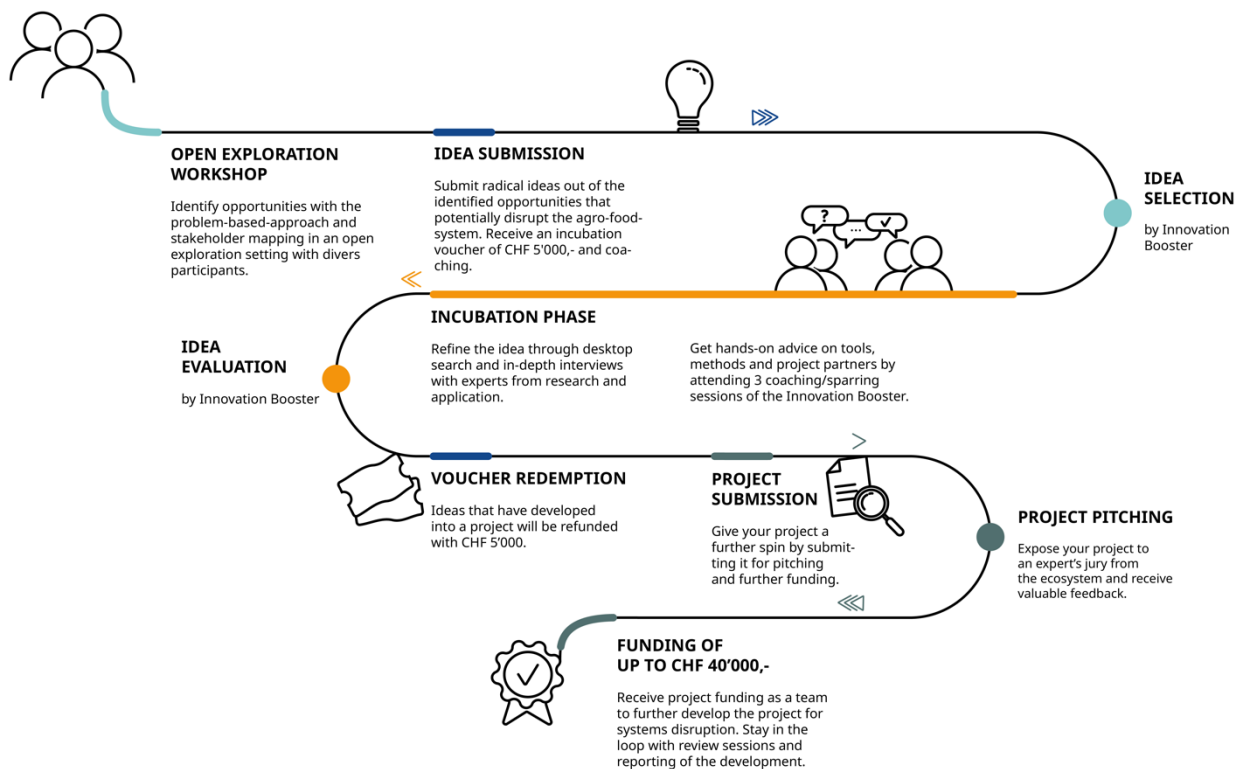 OPEN EXPLORATION
WORKSHOP
Identify opportunities with the
problem-based-approach and
stakeholder mapping in an open
exploration setting with divers
participants.
IDEA SUBMISSION
Submit radical ideas out of the
identified opportunities that
potentially disrupt the agro-food-
system. Receive an incubation
voucher of CHF 5'000,- and coa-
ching.
IDEA
SELECTION
by Innovation
Booster
?
...
INCUBATION PHASE
Refine the idea through desktop
search and in-depth interviews
with experts from research and
application.
Get hands-on advice on tools,
methods and project partners by
attending 3 coaching/sparring
sessions of the Innovation Booster.
IDEA
EVALUATION
by Innovation Booster
VOUCHER REDEMPTION
Ideas that have developed
into a project will be refunded
with CHF 5’000.
PROJECT
SUBMISSION
Give your project a
further spin by submit-
ting it for pitching
and further funding.
PROJECT PITCHING
Expose your project to
an expert’s jury from
the ecosystem and receive
valuable feedback.
FUNDING OF
UP TO CHF 40’000,-
Receive project funding as a team
to further develop the project for
systems disruption. Stay in the
loop with review sessions and
reporting of the development.